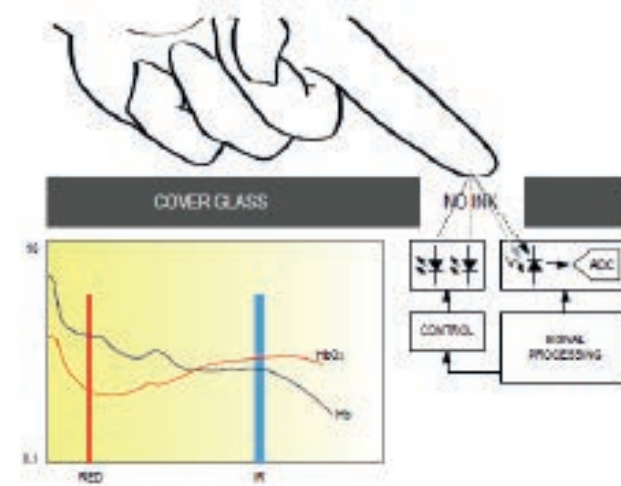 COVER GLASS
NO INK
10
ADC
CONTROL
SIGNAL
PROCESSING
HbO2
Hb
0.1
RED
IR